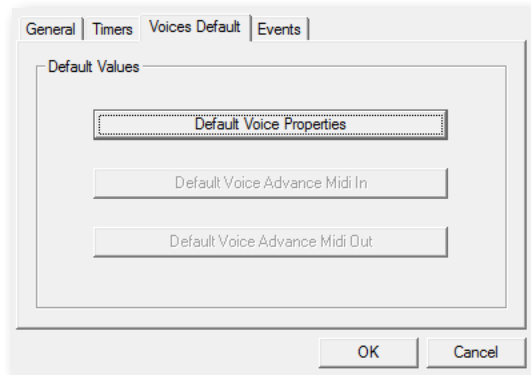 General Timers Voices Default Events
Default Values
Default Voice Properties
Default Voice Advance Midi In
Default Voice Advance Midi Out
OK Cancel